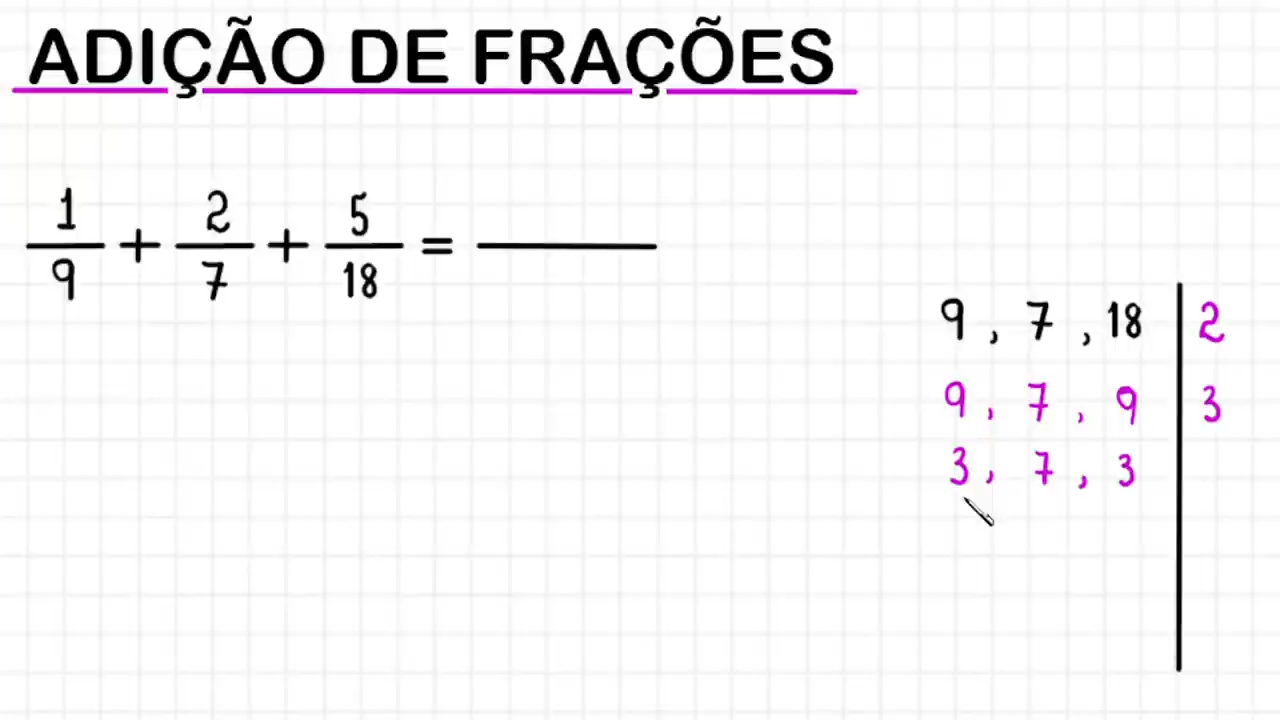 ADIÇÃO DE FRAÇÕES
1/9 + 2/7 + 5/18 =
9 , 7 , 18 | 2
9 , 7 , 9 | 3
3 , 7 , 3 |